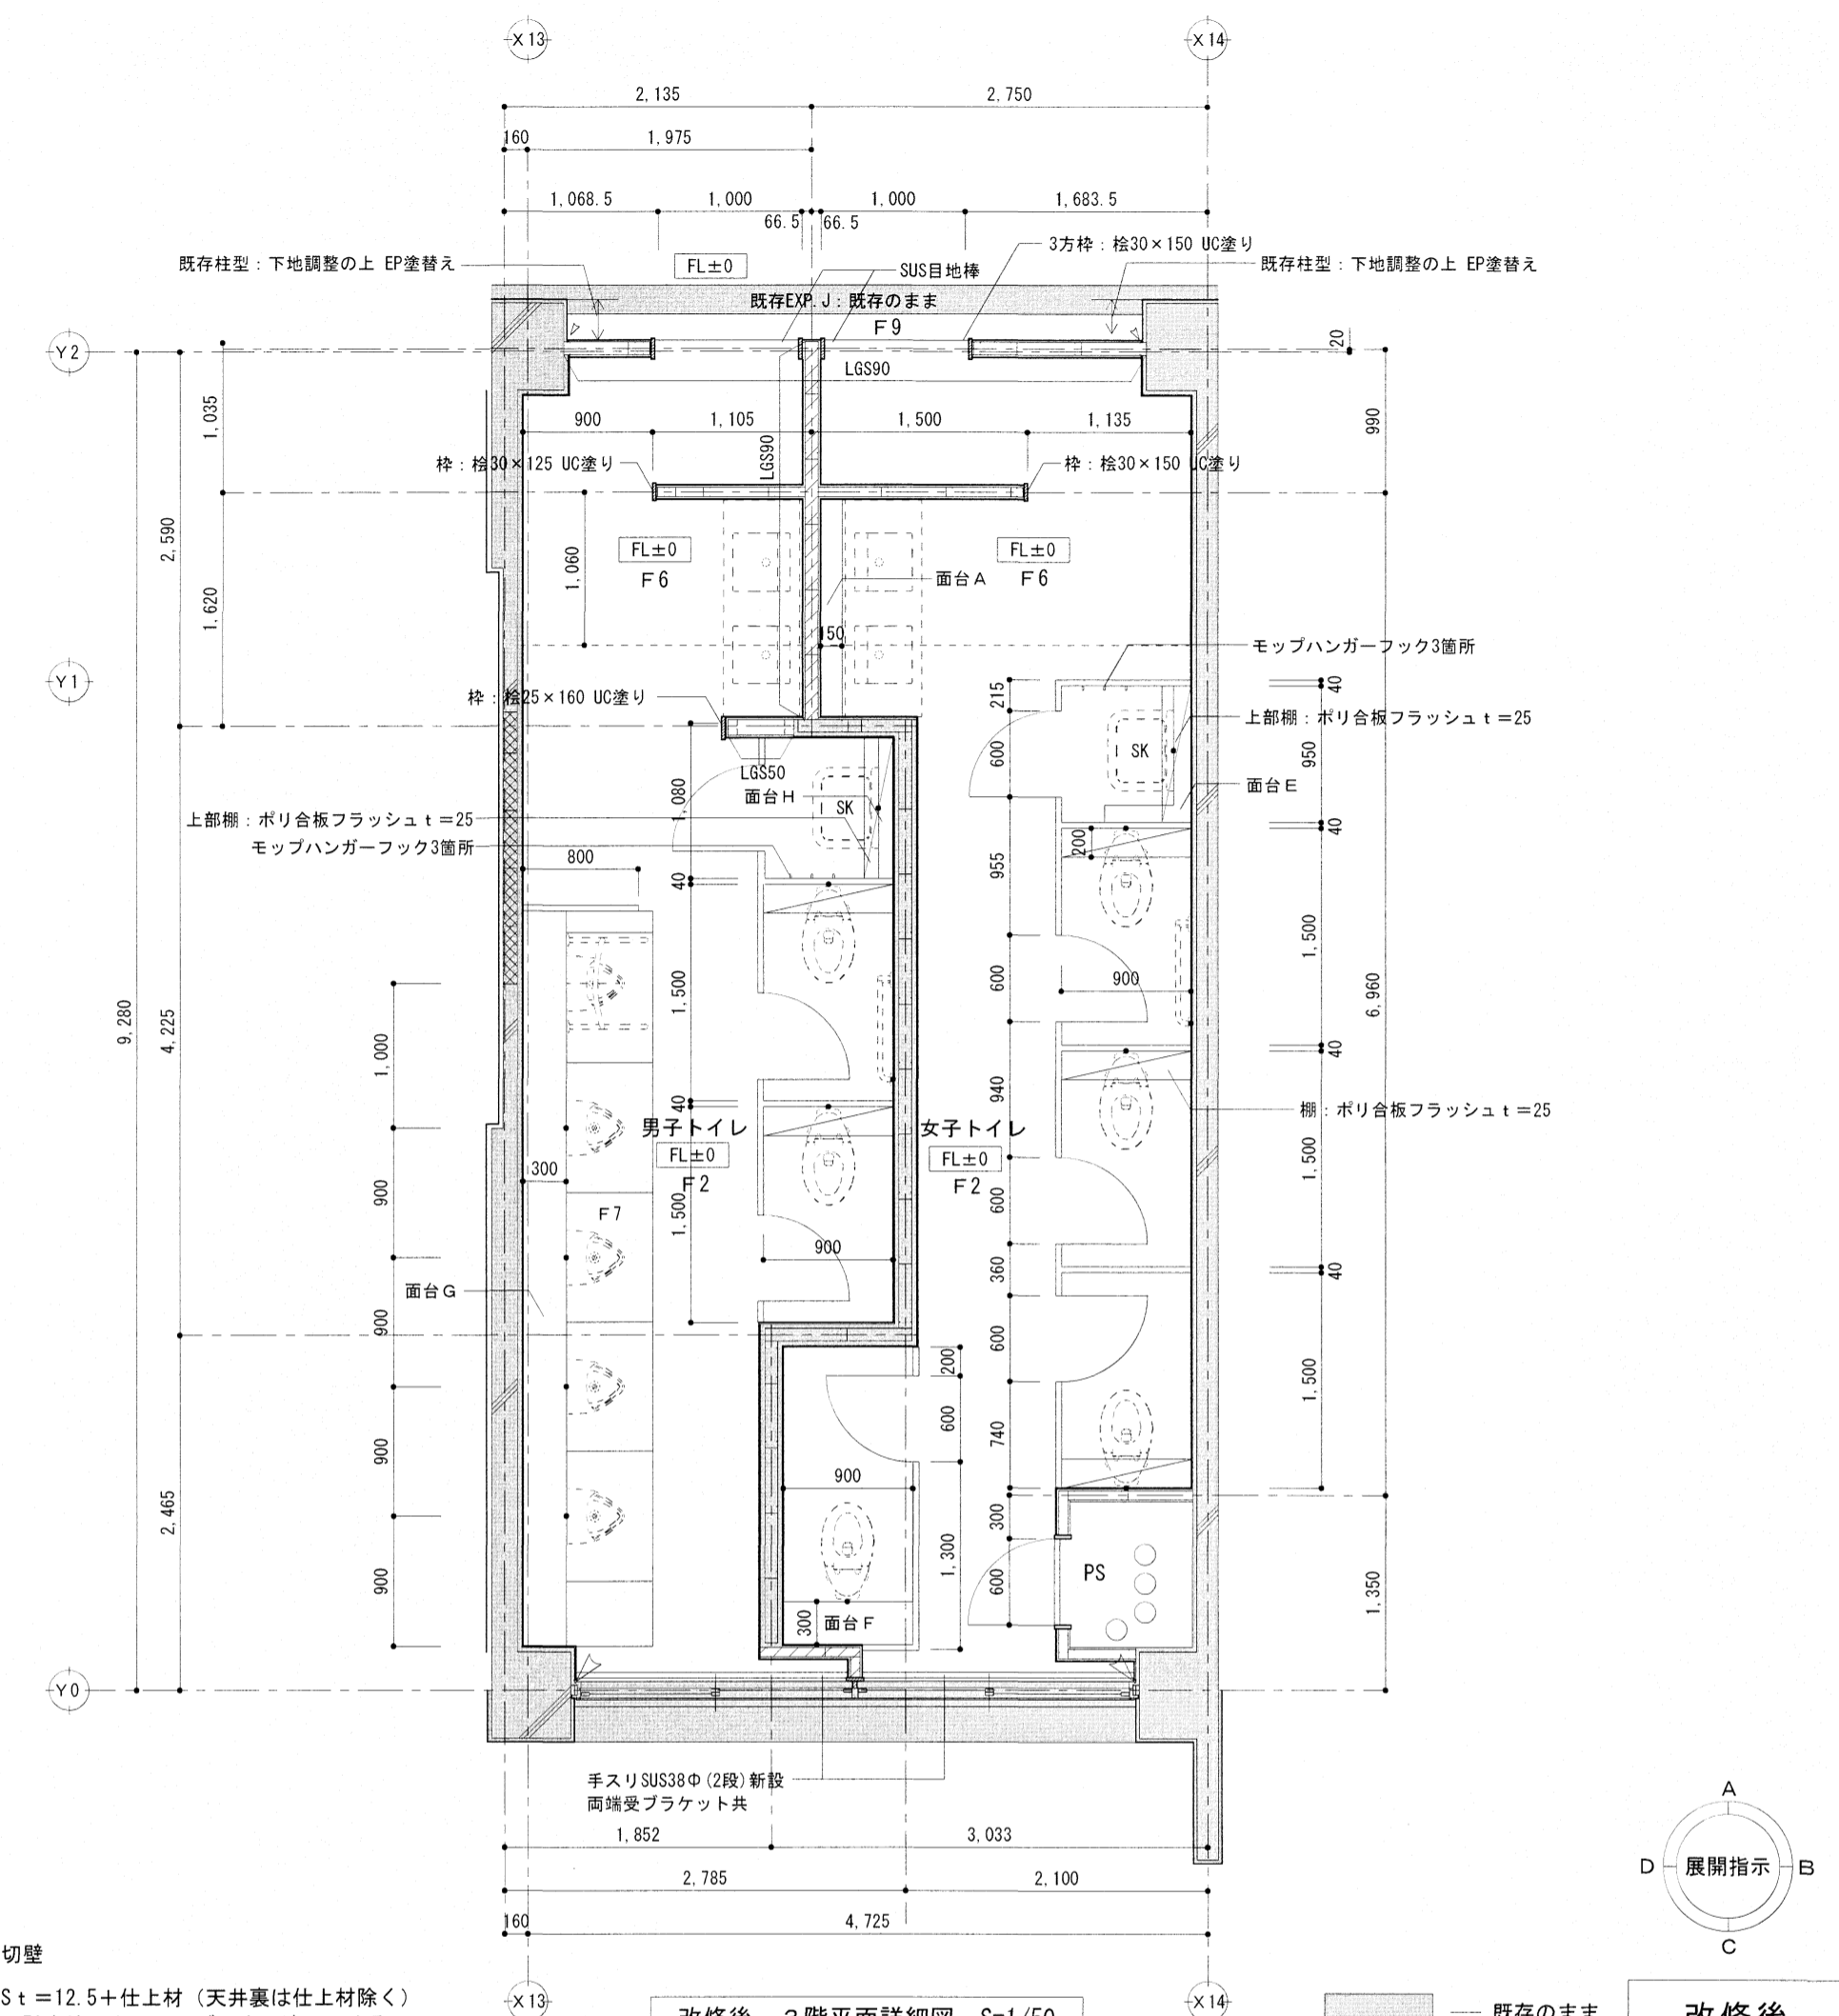 X13
X14
2,135
2,750
160
1,975
1,068.5
1,000
1,000
1,683.5
66.5
66.5
3方枠：桧30×150 UC塗り
既存柱型：下地調整の上 EP塗替え
FL±0
SUS目地棒
既存柱型：下地調整の上 EP塗替え
既存EXP.J：既存のまま
F9
Y2
20
LGS90
1,035
900
1,105
1,500
1,135
990
LGS90
枠：桧30×125 UC塗り
枠：桧30×150 UC塗り
2,590
FL±0
F6
1,060
FL±0
F6
面台A
1,620
150
モップハンガーフック3箇所
Y1
枠：桧25×160 UC塗り
215
40
上部棚：ポリ合板フラッシュt＝25
600
SK
950
LGS50
面台H
1,080
SK
面台E
上部棚：ポリ合板フラッシュt＝25
モップハンガーフック3箇所
800
40
200
955
40
1,500
600
900
1,500
9,280
4,225
6,960
1,000
40
940
40
棚：ポリ合板フラッシュt＝25
男子トイレ
FL±0
F2
女子トイレ
FL±0
F2
300
900
F7
1,500
600
1,500
900
360
40
面台G
900
200
600
600
1,500
900
740
900
2,465
300
1,300
PS
600
1,350
900
300
面台F
Y0
手スリSUS38Φ(2段)新設
両端受ブラケット共
1,852
3,033
2,785
2,100
160
4,725
A
D
展開指示
B
C
切壁
St＝12.5＋仕上材（天井裏は仕上材除く）
X13
X14
既存のまま
改修後